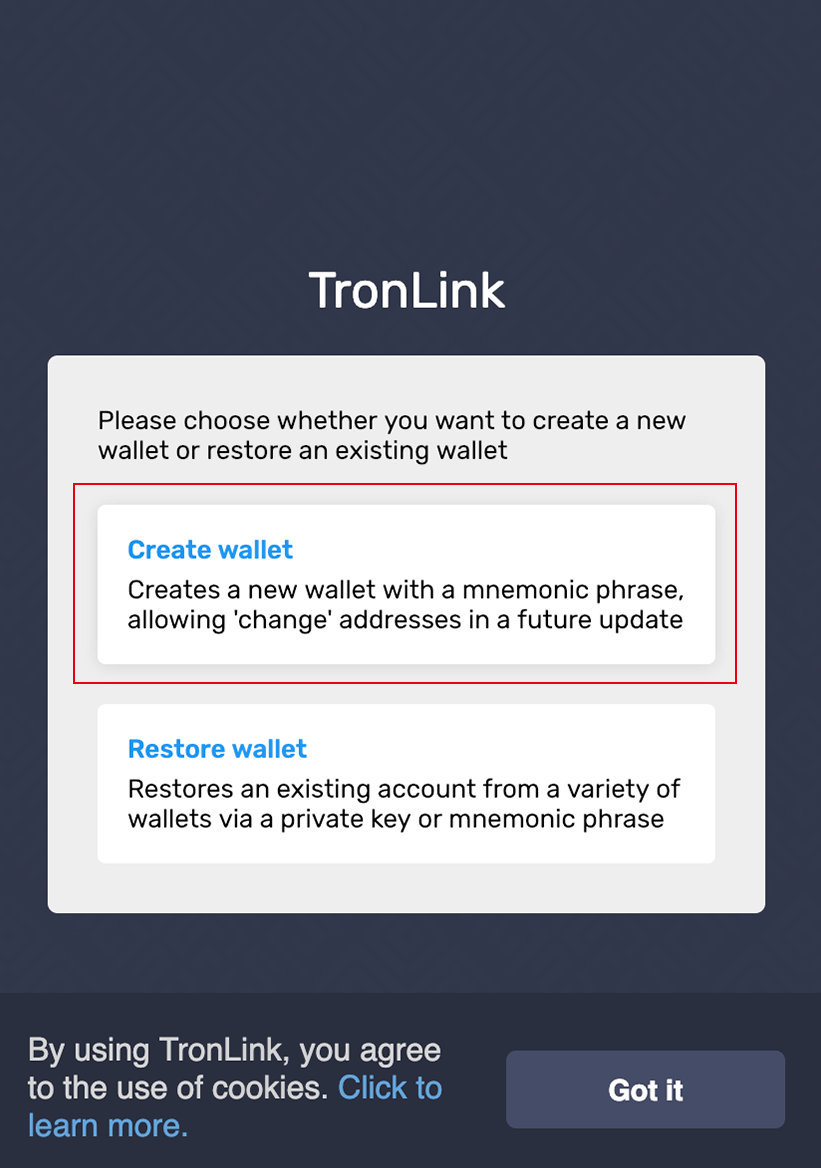 TronLink
Please choose whether you want to create a new
wallet or restore an existing wallet
Create wallet
Creates a new wallet with a mnemonic phrase,
allowing 'change' addresses in a future update
Restore wallet
Restores an existing account from a variety of
wallets via a private key or mnemonic phrase
By using TronLink, you agree
to the use of cookies. Click to
learn more.
Got it